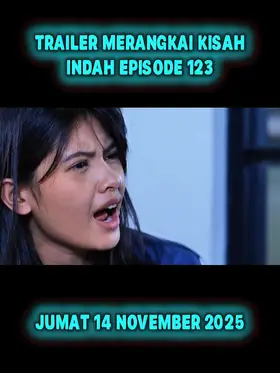 TRAILER MERANGKAI KISAH
INDAH EPISODE 123
JUMAT 14 NOVEMBER 2025